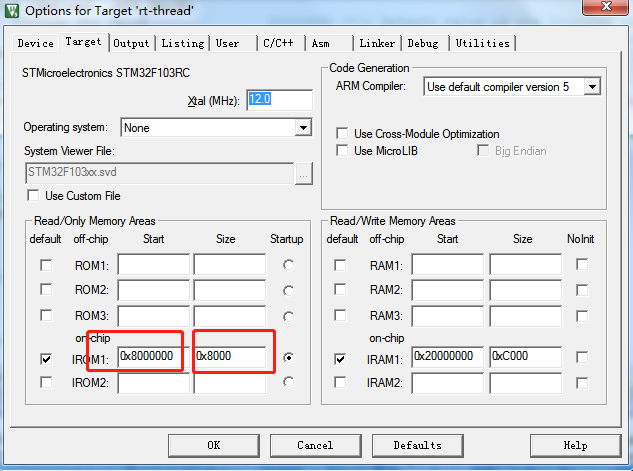 Options for Target 'rt-thread'
Device Target Output Listing User C/C++ Asm Linker Debug Utilities
STMicroelectronics STM32F103RC
Xtal (MHz): 12.0
Operating system: None
System Viewer File:
STM32F103xx.svd ...
Use Custom File
Code Generation
ARM Compiler: Use default compiler version 5
Use Cross-Module Optimization
Use MicroLIB Big Endian
Read/Only Memory Areas
default off-chip Start Size Startup
ROM1:
ROM2:
ROM3:
on-chip
IROM1: 0x8000000 0x8000
IROM2:
Read/Write Memory Areas
default off-chip Start Size NoInit
RAM1:
RAM2:
RAM3:
on-chip
IRAM1: 0x20000000 0xC000
IRAM2:
OK Cancel Defaults Help